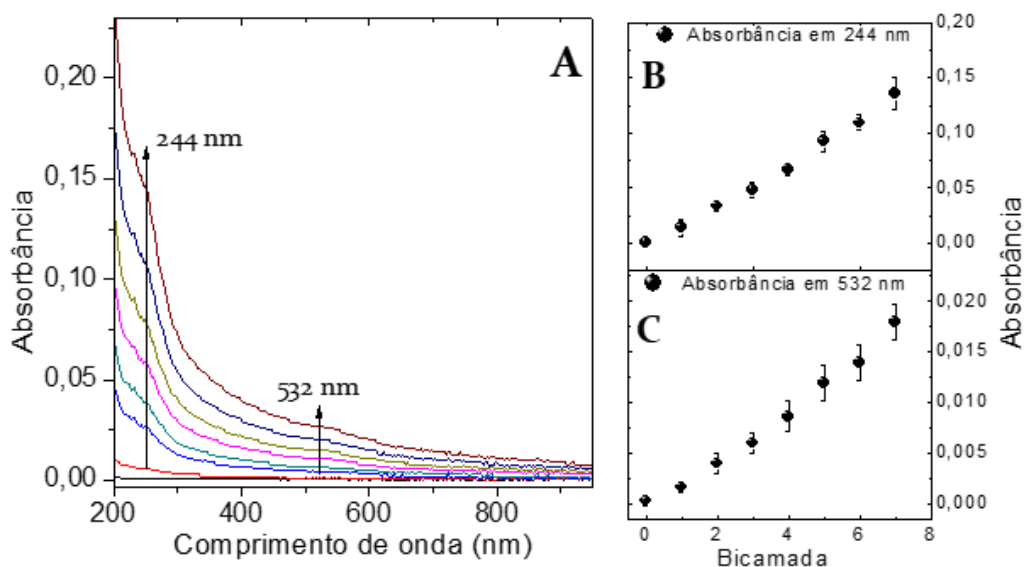 A
0,20
0,15
0,10
0,05
0,00
Absorbância
244 nm
532 nm
200
400
600
800
Comprimento de onda (nm)
B
Absorbância em 244 nm
0,20
0,15
0,10
0,05
0,00
C
Absorbância em 532 nm
0,020
0,015
0,010
0,005
0,000
Absorbância
0
2
4
6
8
Bicamada